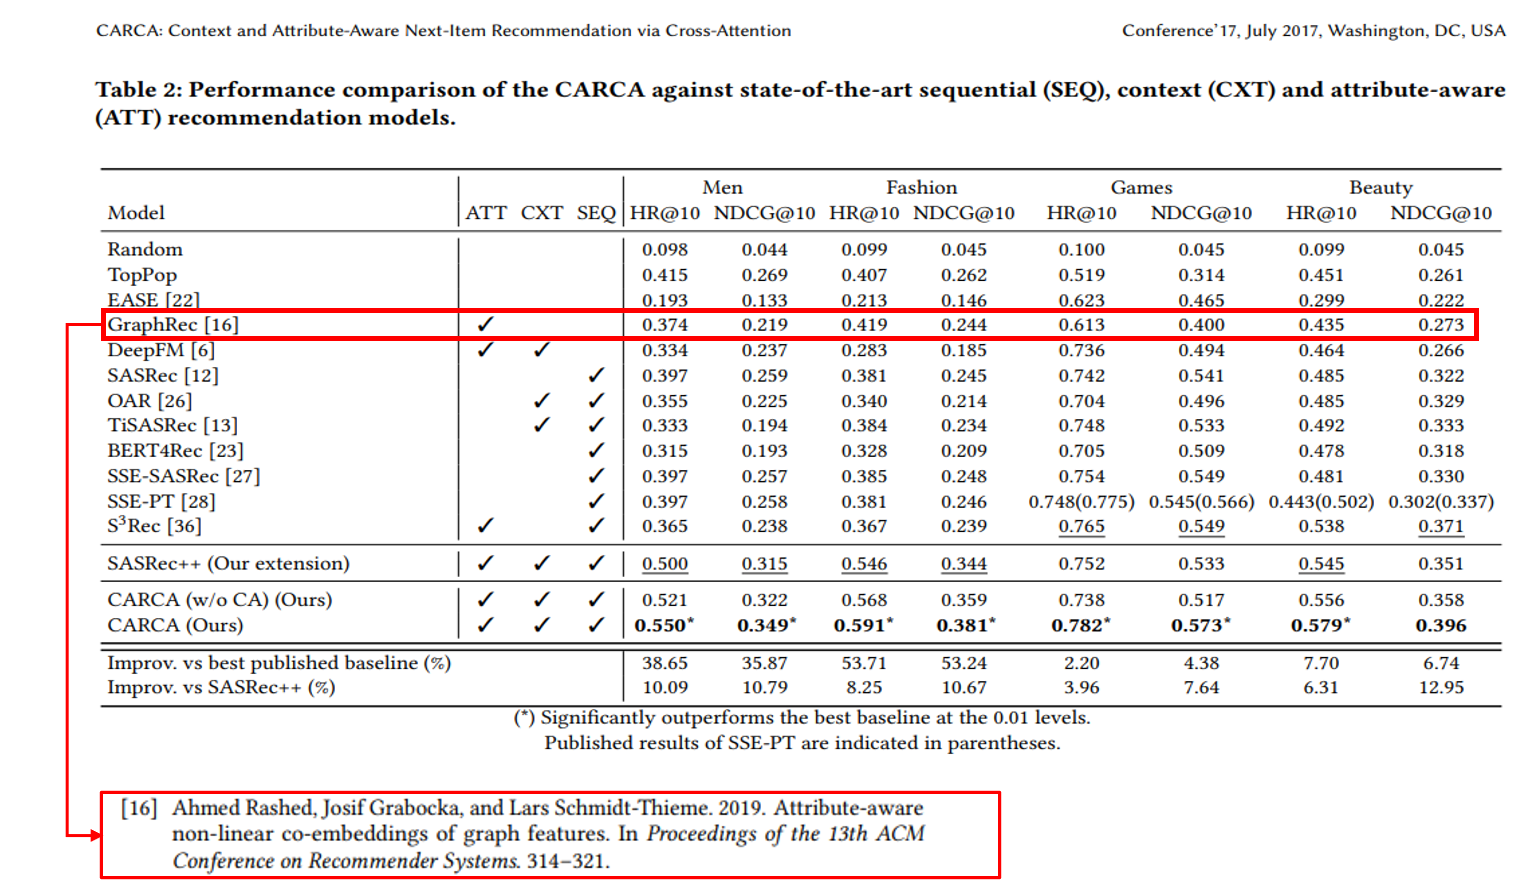 CARCA: Context and Attribute-Aware Next-Item Recommendation via Cross-Attention Conference'17, July 2017, Washington, DC, USA
Table 2: Performance comparison of the CARCA against state-of-the-art sequential (SEQ), context (CXT) and attribute-aware
(ATT) recommendation models.
Men Fashion Games Beauty
Model ATT CXT SEQ HR@10 NDCG@10 HR@10 NDCG@10 HR@10 NDCG@10 HR@10 NDCG@10
Random 0.098 0.044 0.099 0.045 0.100 0.045 0.099 0.045
TopPop 0.415 0.269 0.407 0.262 0.519 0.314 0.451 0.261
EASE [22] 0.193 0.133 0.213 0.146 0.623 0.465 0.299 0.222
GraphRec [16] ✓ 0.374 0.219 0.419 0.244 0.613 0.400 0.435 0.273
DeepFM [6] ✓ ✓ 0.334 0.237 0.283 0.185 0.736 0.494 0.464 0.266
SASRec [12] ✓ 0.397 0.259 0.381 0.245 0.742 0.541 0.485 0.322
OAR [26] ✓ ✓ 0.355 0.225 0.340 0.214 0.704 0.496 0.485 0.329
TiSASRec [13] ✓ ✓ 0.333 0.194 0.384 0.234 0.748 0.533 0.492 0.333
BERT4Rec [23] ✓ 0.315 0.193 0.328 0.209 0.705 0.509 0.478 0.318
SSE-SASRec [27] ✓ 0.397 0.257 0.385 0.248 0.754 0.549 0.481 0.330
SSE-PT [28] ✓ 0.397 0.258 0.381 0.246 0.748(0.775) 0.545(0.566) 0.443(0.502) 0.302(0.337)
S³Rec [36] ✓ ✓ 0.365 0.238 0.367 0.239 0.765 0.549 0.538 0.371
SASRec++ (Our extension) ✓ ✓ ✓ 0.500 0.315 0.546 0.344 0.752 0.533 0.545 0.351
CARCA (w/o CA) (Ours) ✓ ✓ ✓ 0.521 0.322 0.568 0.359 0.738 0.517 0.556 0.358
CARCA (Ours) ✓ ✓ ✓ 0.550* 0.349* 0.591* 0.381* 0.782* 0.573* 0.579* 0.396
Improv. vs best published baseline (%) 38.65 35.87 53.71 53.24 2.20 4.38 7.70 6.74
Improv. vs SASRec++ (%) 10.09 10.79 8.25 10.67 3.96 7.64 6.31 12.95
(*) Significantly outperforms the best baseline at the 0.01 levels.
Published results of SSE-PT are indicated in parentheses.
[16] Ahmed Rashed, Josif Grabocka, and Lars Schmidt-Thieme. 2019. Attribute-aware
non-linear co-embeddings of graph features. In Proceedings of the 13th ACM
Conference on Recommender Systems. 314–321.